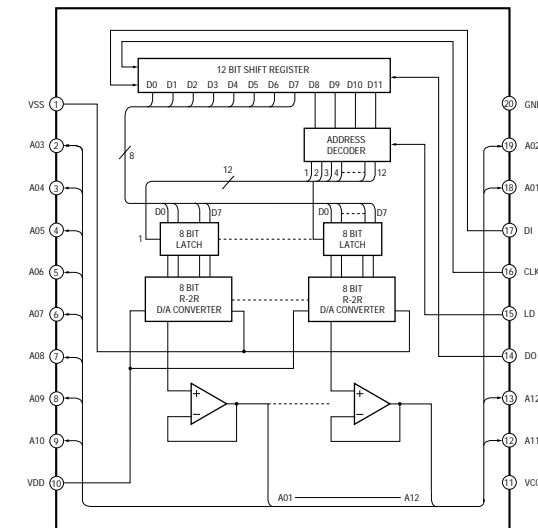 12 BIT SHIFT REGISTER
D0 D1 D2 D3 D4 D5 D6 D7 D8 D9 D10 D11
VSS 1
20 GN
A03 2
ADDRESS
DECODER
19 A02
8
1 2 3 4 12
12
A04 3
18 A01
D0 D7
D0 D7
A05 4
17 DI
1
8 BIT
LATCH
8 BIT
LATCH
A06 5
16 CLK
8 BIT
R-2R
D/A CONVERTER
8 BIT
R-2R
D/A CONVERTER
A07 6
15 LD
A08 7
14 DO
+
−
+
−
A09 8
13 A12
A10 9
12 A11
VDD 10
11 VCC
A01 A12